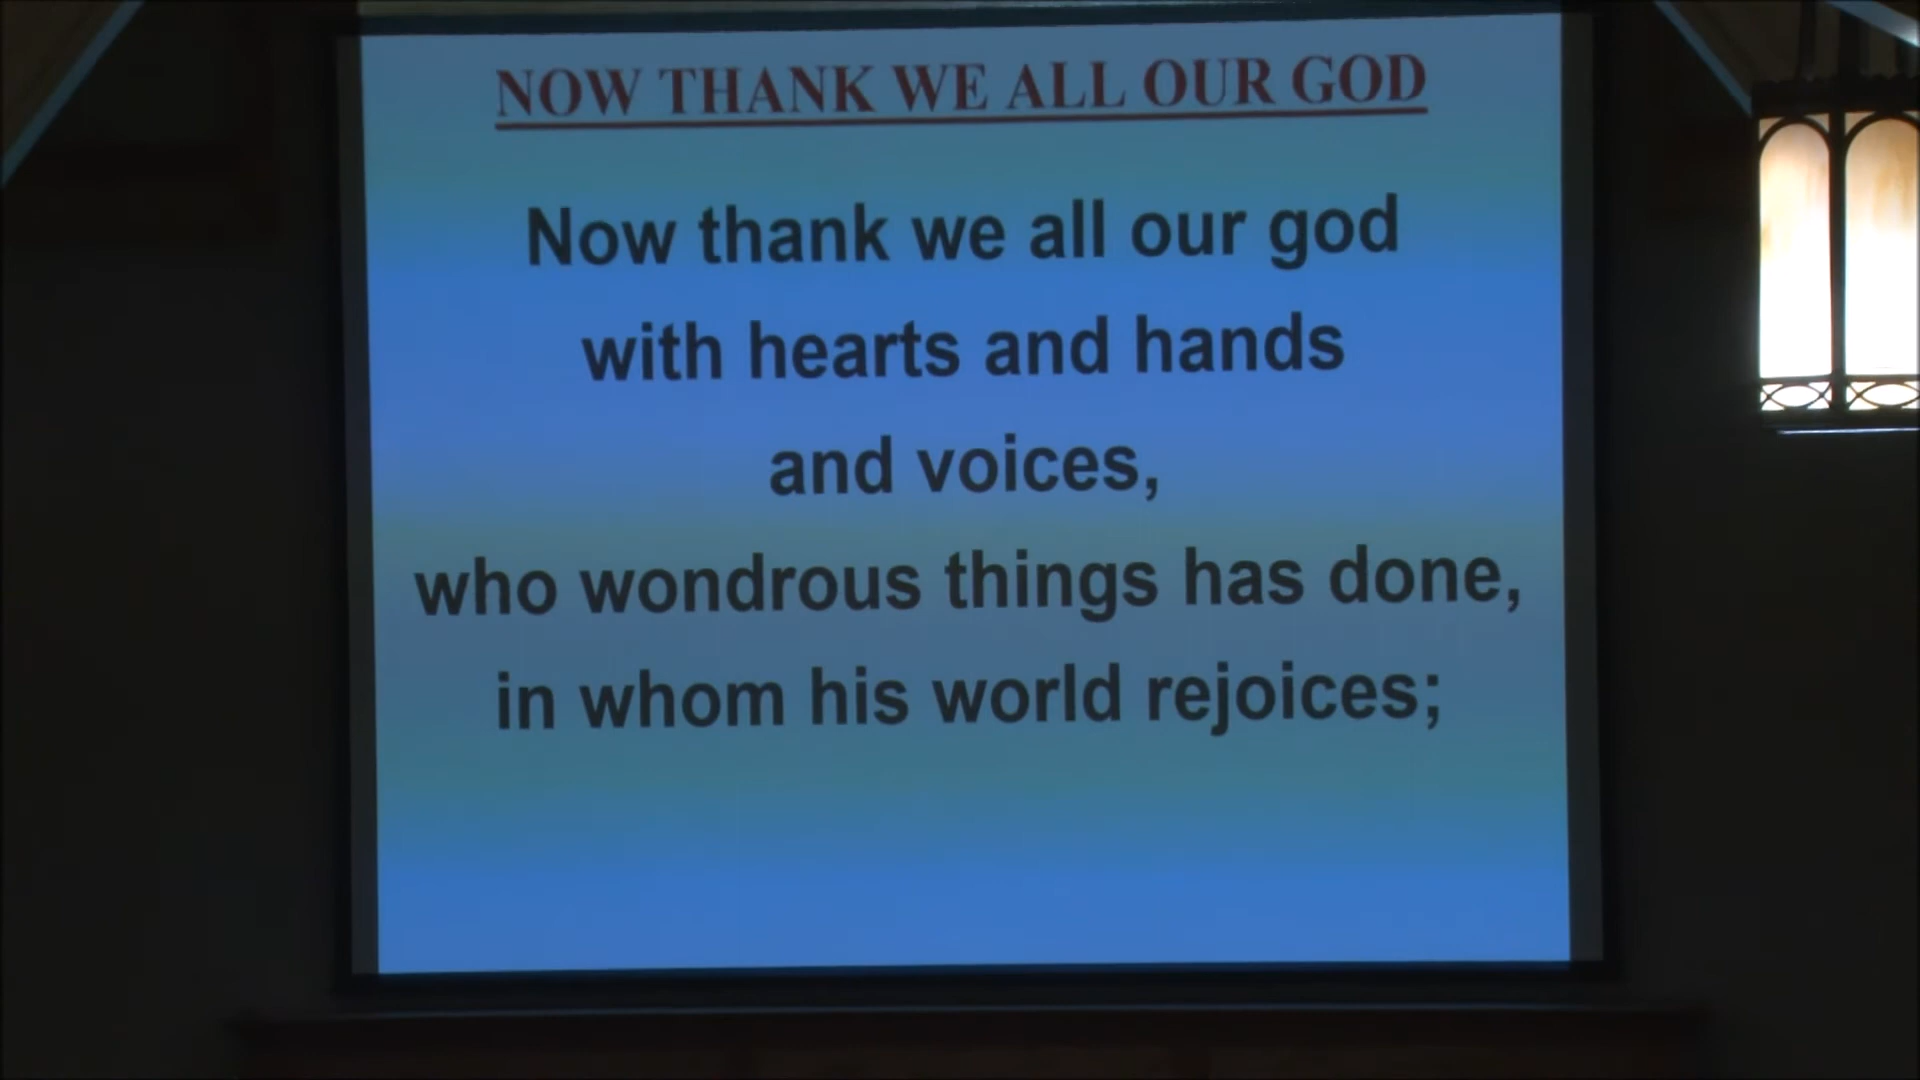 NOW THANK WE ALL OUR GOD
Now thank we all our god
with hearts and hands
and voices,
who wondrous things has done,
in whom his world rejoices;